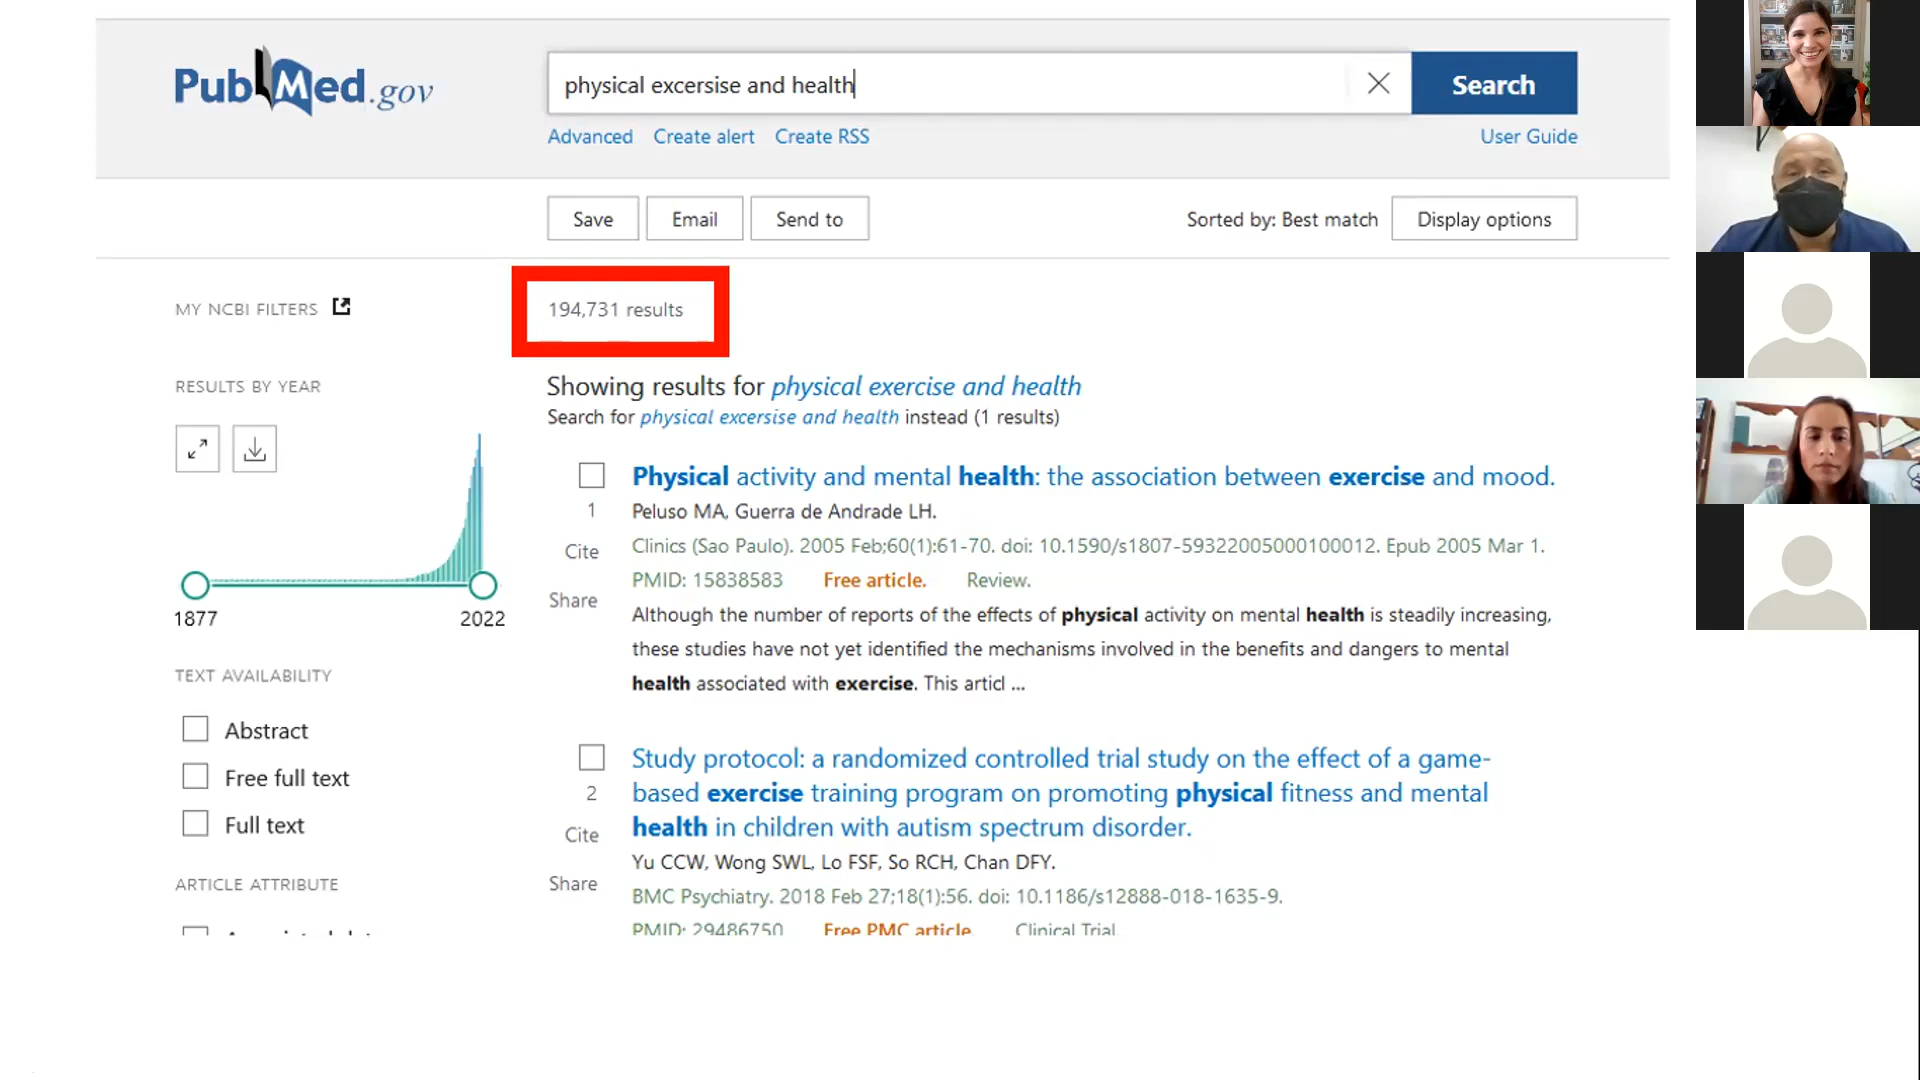 PubMed.gov
physical excersise and health
Search
Advanced Create alert Create RSS
User Guide
Save Email Send to
Sorted by: Best match Display options
MY NCBI FILTERS
194,731 results
RESULTS BY YEAR
1877 2022
TEXT AVAILABILITY
Abstract
Free full text
Full text
ARTICLE ATTRIBUTE
Showing results for physical exercise and health
Search for physical excersise and health instead (1 results)
Physical activity and mental health: the association between exercise and mood.
1
Peluso MA, Guerra de Andrade LH.
Cite
Clinics (Sao Paulo). 2005 Feb;60(1):61-70. doi: 10.1590/s1807-59322005000100012. Epub 2005 Mar 1.
PMID: 15838583 Free article. Review.
Share
Although the number of reports of the effects of physical activity on mental health is steadily increasing,
these studies have not yet identified the mechanisms involved in the benefits and dangers to mental
health associated with exercise. This articl ...
Study protocol: a randomized controlled trial study on the effect of a game-
2
based exercise training program on promoting physical fitness and mental
Cite
health in children with autism spectrum disorder.
Yu CCW, Wong SWL, Lo FSF, So RCH, Chan DFY.
Share
BMC Psychiatry. 2018 Feb 27;18(1):56. doi: 10.1186/s12888-018-1635-9.
PMID: 29486750 Free PMC article. Clinical Trial.